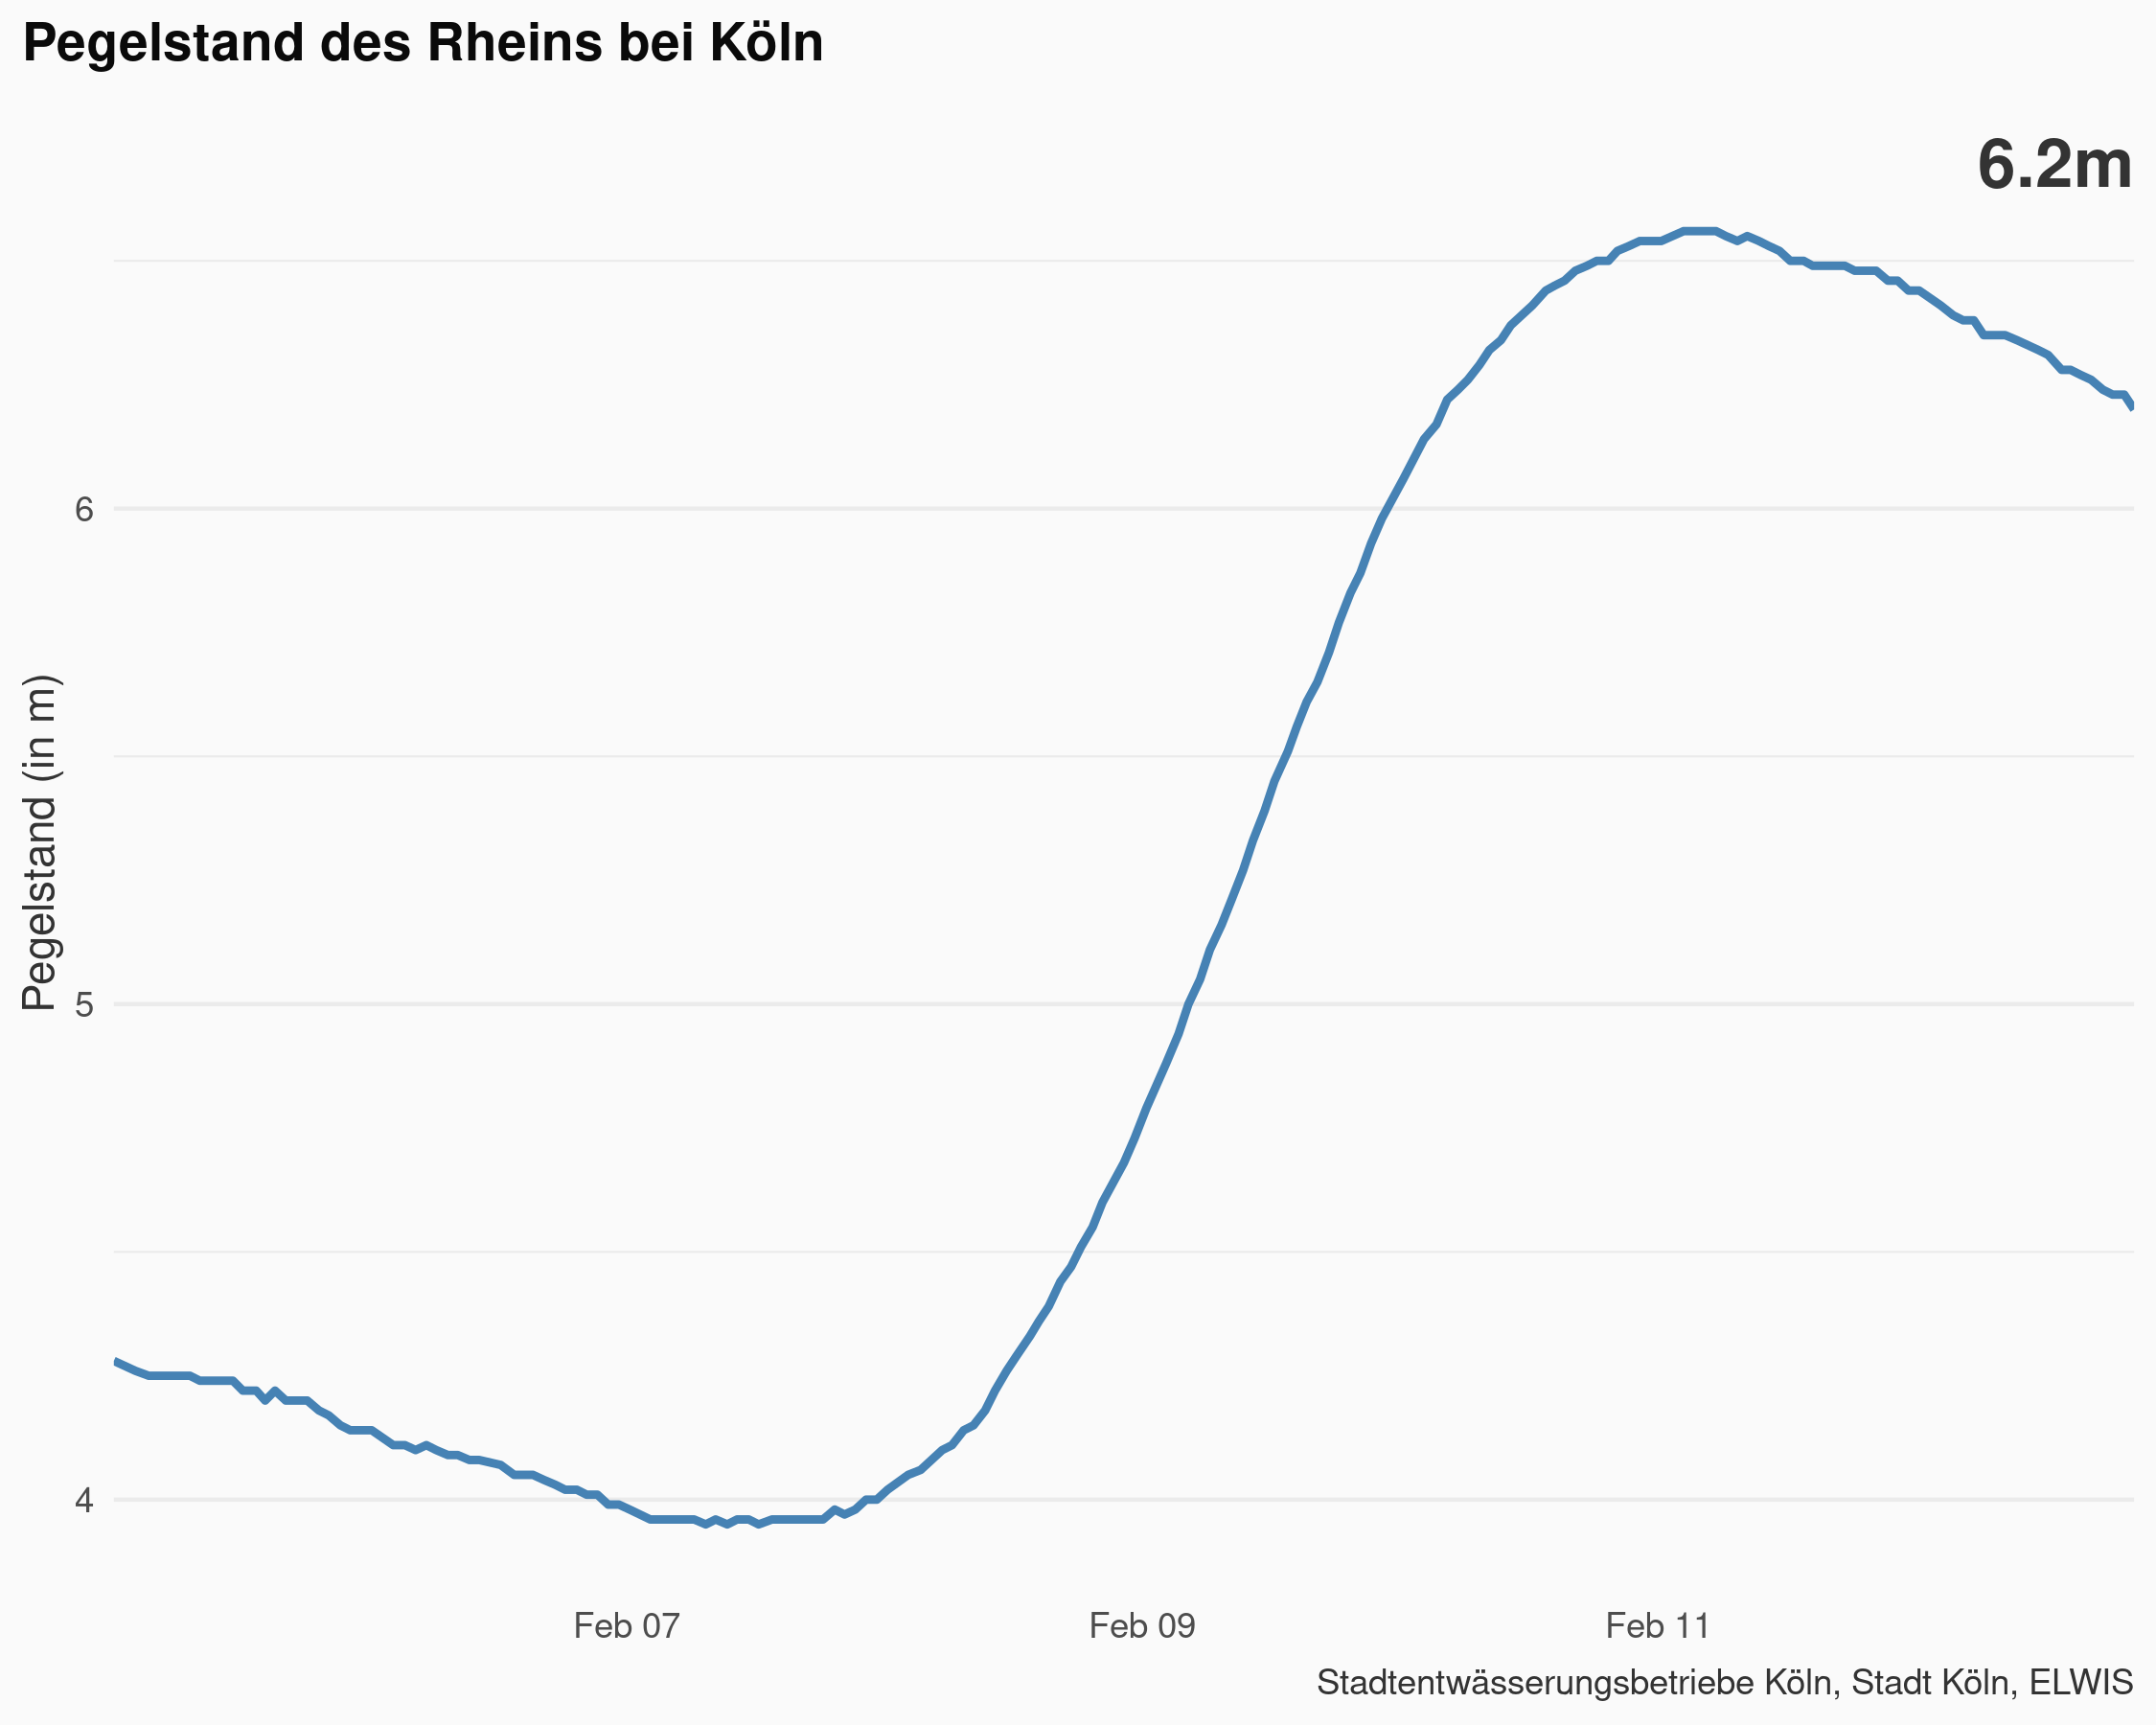 Pegelstand des Rheins bei Köln
6.2m
Pegelstand (in m)
6
5
4
Feb 07
Feb 09
Feb 11
Stadtentwässerungsbetriebe Köln, Stadt Köln, ELWIS